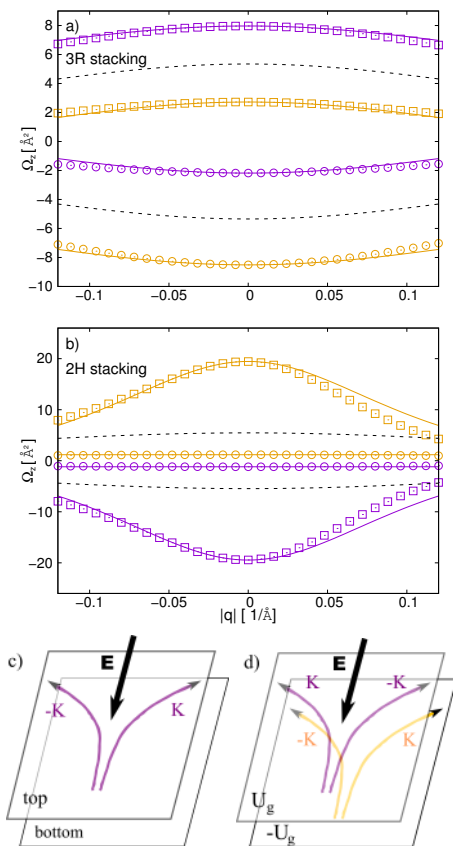 a)
3R stacking
Ω_z [ Å² ]
8
6
4
2
0
−2
−4
−6
−8
−10
−0.1 −0.05 0 0.05 0.1
b)
2H stacking
Ω_z [ Å² ]
20
10
0
−10
−20
−0.1 −0.05 0 0.05 0.1
|q| [ 1/Å ]
c) d)
E E
-K K K -K
-K K
top U_g
bottom -U_g